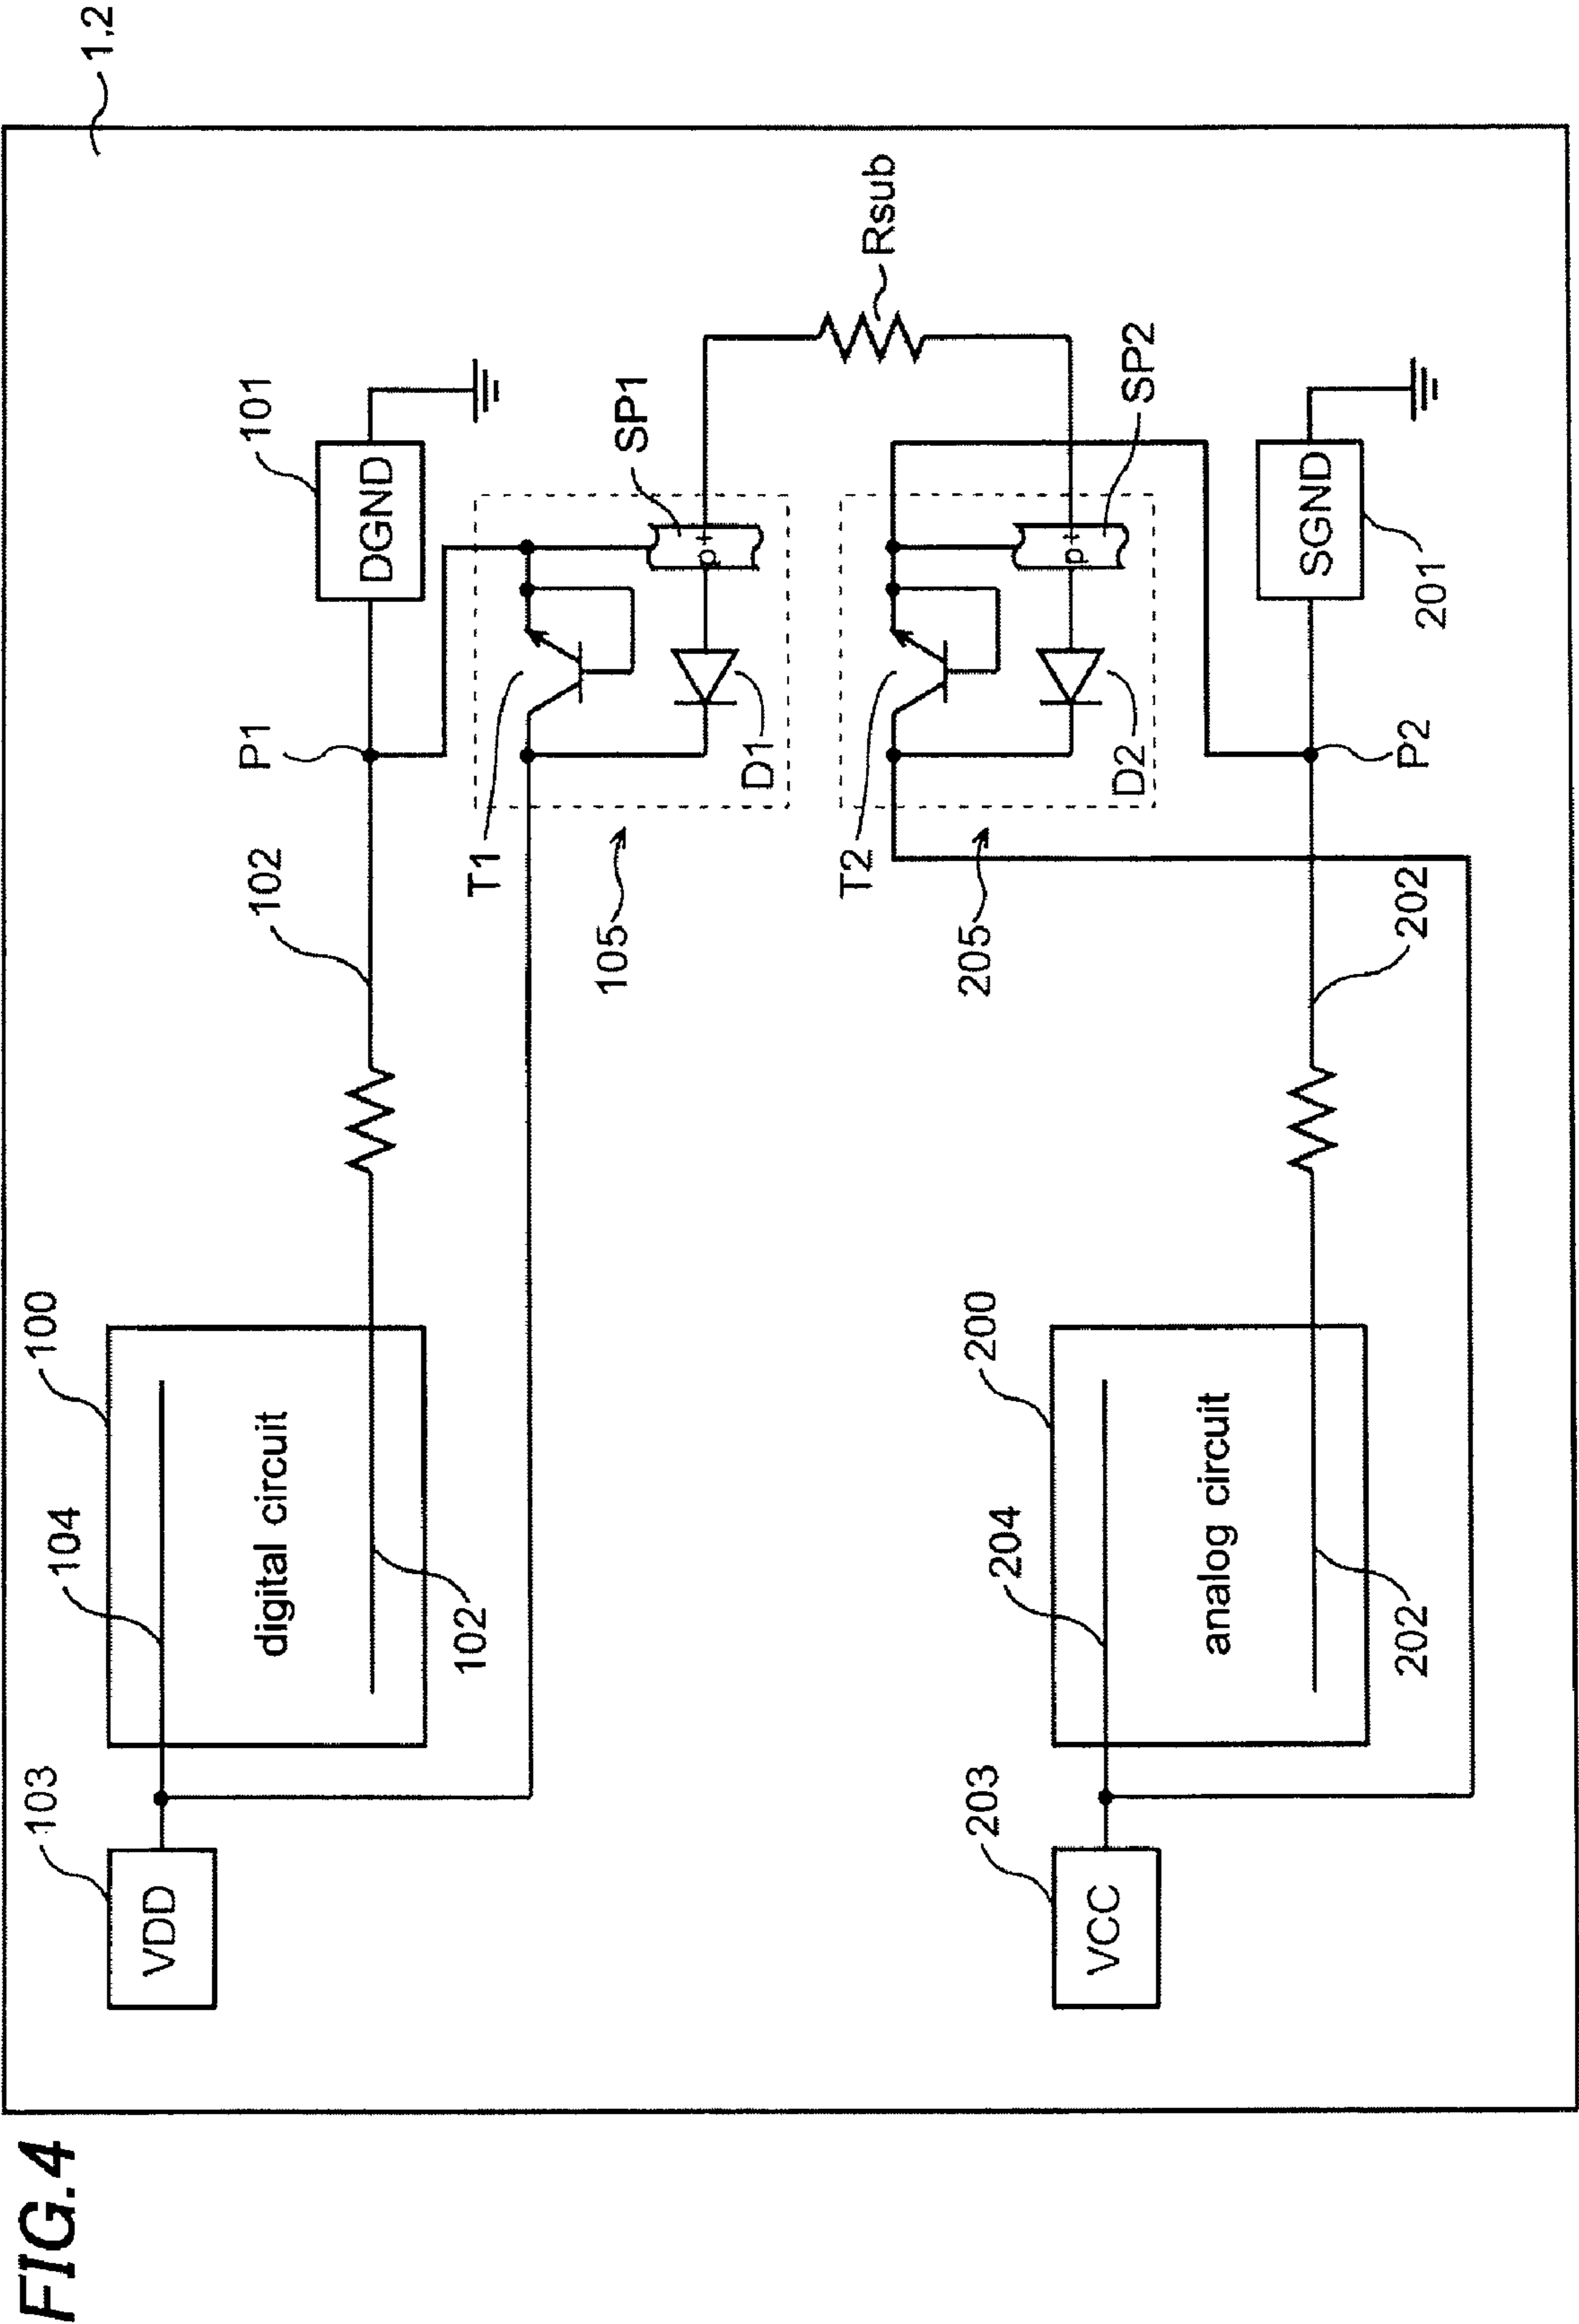 FIG.4
1,2
103
VDD
104
100
digital circuit
102
102
P1
101
DGND
T1
SP1
p+
D1
105
Rsub
T2
SP2
p+
D2
205
203
VCC
204
200
analog circuit
202
202
P2
201
SGND